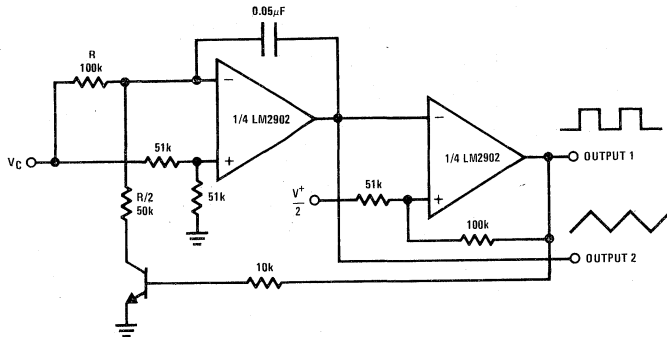 0.05µF
R
100k
−
1/4 LM2902
+
VC
51k
51k
R/2
50k
−
1/4 LM2902
+
V+
2
51k
100k
10k
OUTPUT 1
OUTPUT 2